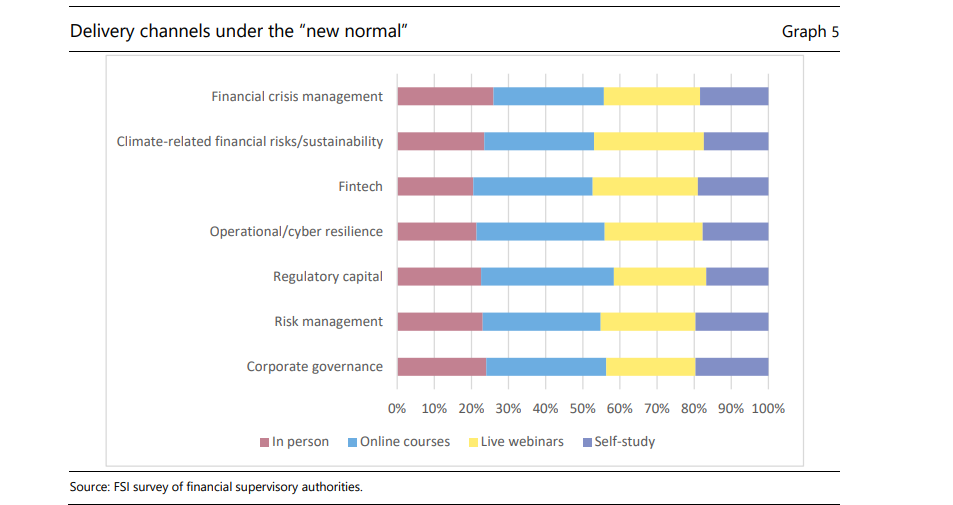 Delivery channels under the “new normal”
Graph 5
Financial crisis management
Climate-related financial risks/sustainability
Fintech
Operational/cyber resilience
Regulatory capital
Risk management
Corporate governance
0% 10% 20% 30% 40% 50% 60% 70% 80% 90% 100%
In person Online courses Live webinars Self-study
Source: FSI survey of financial supervisory authorities.